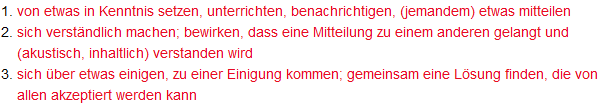 1. von etwas in Kenntnis setzen, unterrichten, benachrichtigen, (jemandem) etwas mitteilen
2. sich verständlich machen; bewirken, dass eine Mitteilung zu einem anderen gelangt und
(akustisch, inhaltlich) verstanden wird
3. sich über etwas einigen, zu einer Einigung kommen; gemeinsam eine Lösung finden, die von
allen akzeptiert werden kann